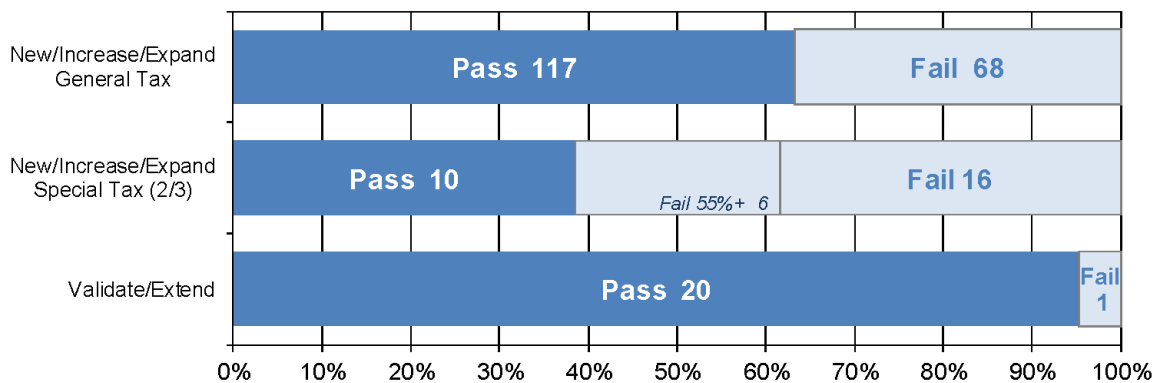 New/Increase/Expand
General Tax
Pass 117
Fail 68
New/Increase/Expand
Special Tax (2/3)
Pass 10
Fail 55%+ 6
Fail 16
Validate/Extend
Pass 20
Fail
1
0% 10% 20% 30% 40% 50% 60% 70% 80% 90% 100%